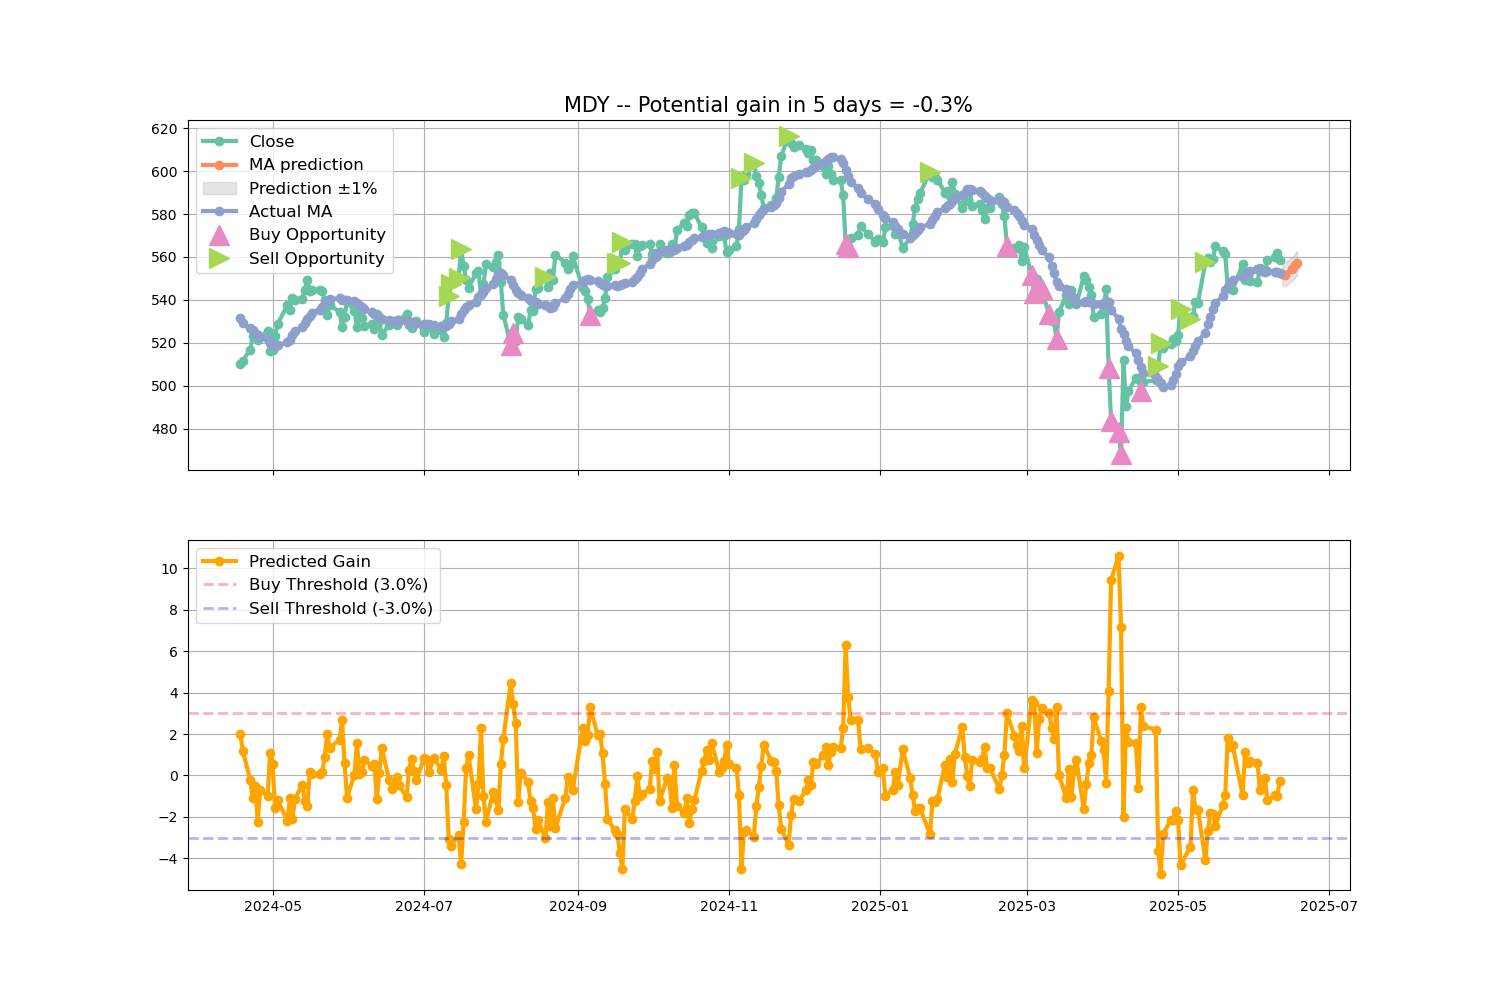 MDY -- Potential gain in 5 days = -0.3%
620
600
580
560
540
520
500
480
Close
MA prediction
Prediction ±1%
Actual MA
Buy Opportunity
Sell Opportunity
10
8
6
4
2
0
−2
−4
Predicted Gain
Buy Threshold (3.0%)
Sell Threshold (-3.0%)
2024-05
2024-07
2024-09
2024-11
2025-01
2025-03
2025-05
2025-07